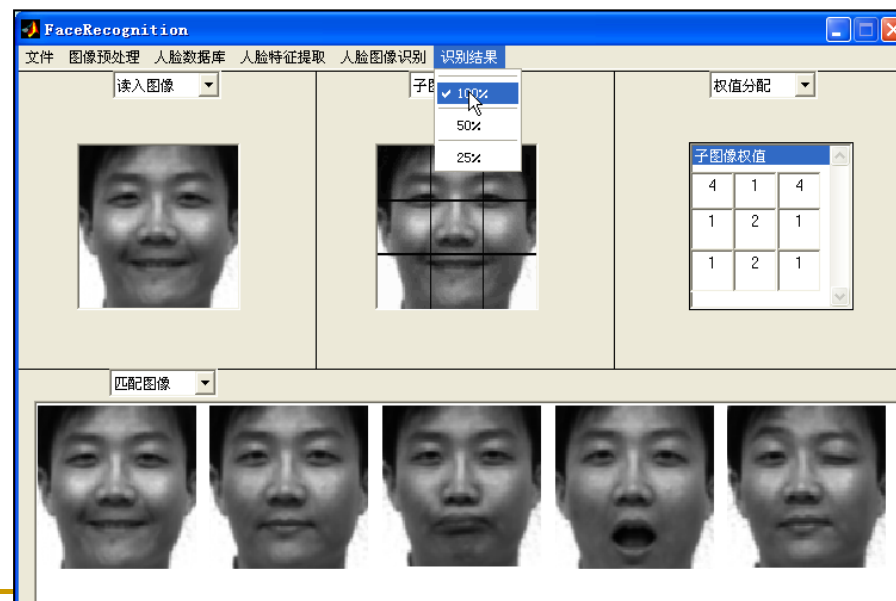 FaceRecognition
文件 图像预处理 人脸数据库 人脸特征提取 人脸图像识别 识别结果
读入图像
权值分配
100%
50%
25%
子图像权值
4 1 4
1 2 1
1 2 1
匹配图像